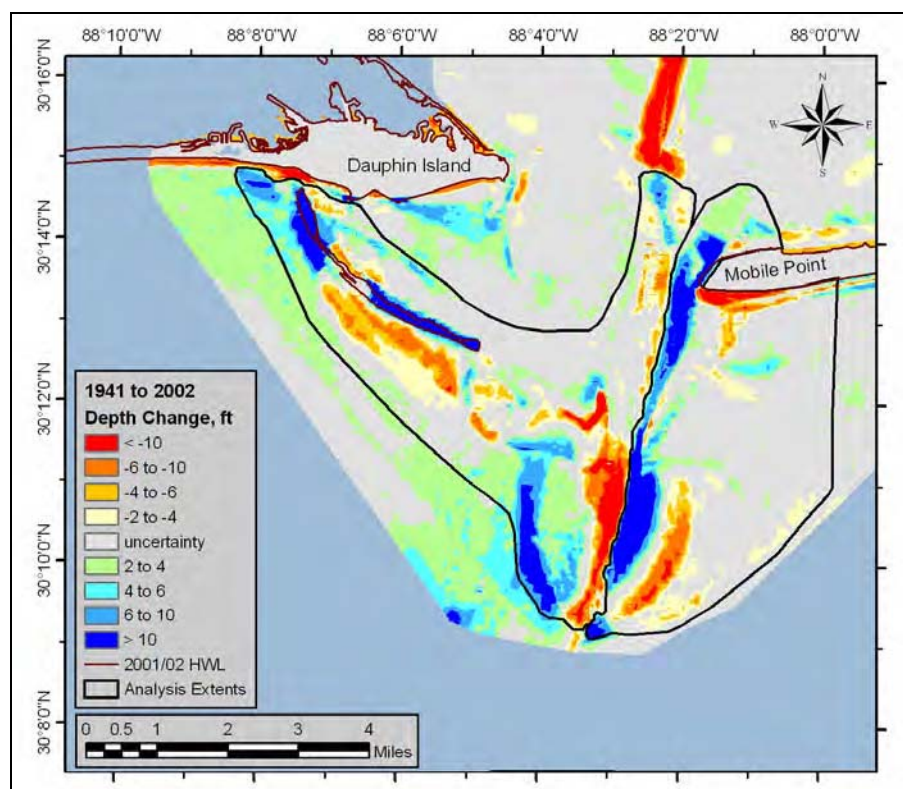 88°10'0"W 88°8'0"W 88°6'0"W 88°4'0"W 88°2'0"W 88°0'0"W
30°16'0"N
30°14'0"N
30°12'0"N
30°10'0"N
30°8'0"N
N
W E
S
Dauphin Island
Mobile Point
1941 to 2002
Depth Change, ft
< -10
-6 to -10
-4 to -6
-2 to -4
uncertainty
2 to 4
4 to 6
6 to 10
> 10
2001/02 HWL
Analysis Extents
0 0.5 1 2 3 4
Miles